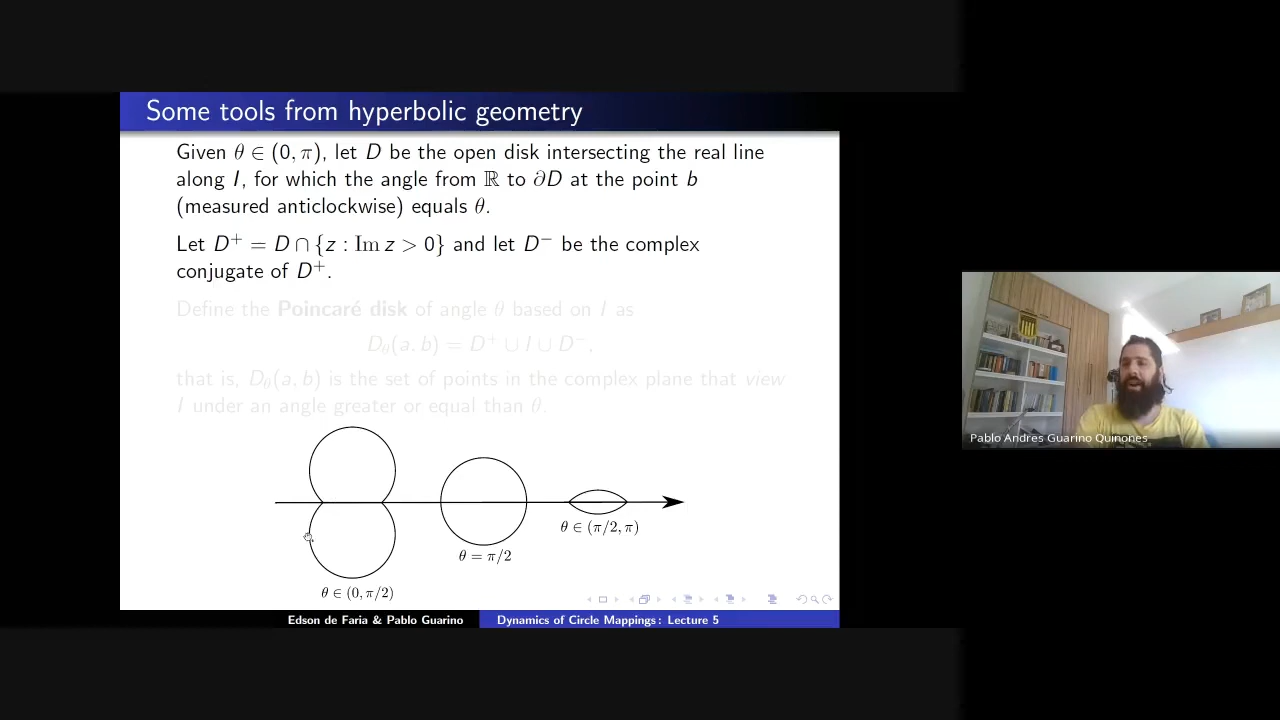 Some tools from hyperbolic geometry
Given θ ∈ (0, π), let D be the open disk intersecting the real line
along I, for which the angle from ℝ to ∂D at the point b
(measured anticlockwise) equals θ.
Let D⁺ = D ∩ {z : Im z > 0} and let D⁻ be the complex
conjugate of D⁺.
Define the Poincaré disk of angle θ based on I as
D_θ(a, b) = D⁺ ∪ I ∪ D⁻,
that is, D_θ(a, b) is the set of points in the complex plane that view
I under an angle greater or equal than θ.
θ ∈ (π/2, π)
θ = π/2
θ ∈ (0, π/2)
Edson de Faria & Pablo Guarino
Dynamics of Circle Mappings: Lecture 5
Pablo Andres Guarino Quinones